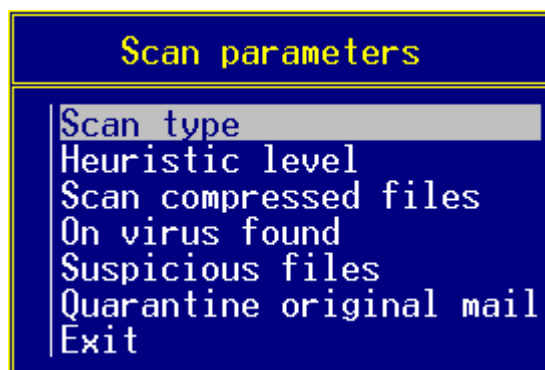 Scan parameters
Scan type
Heuristic level
Scan compressed files
On virus found
Suspicious files
Quarantine original mail
Exit